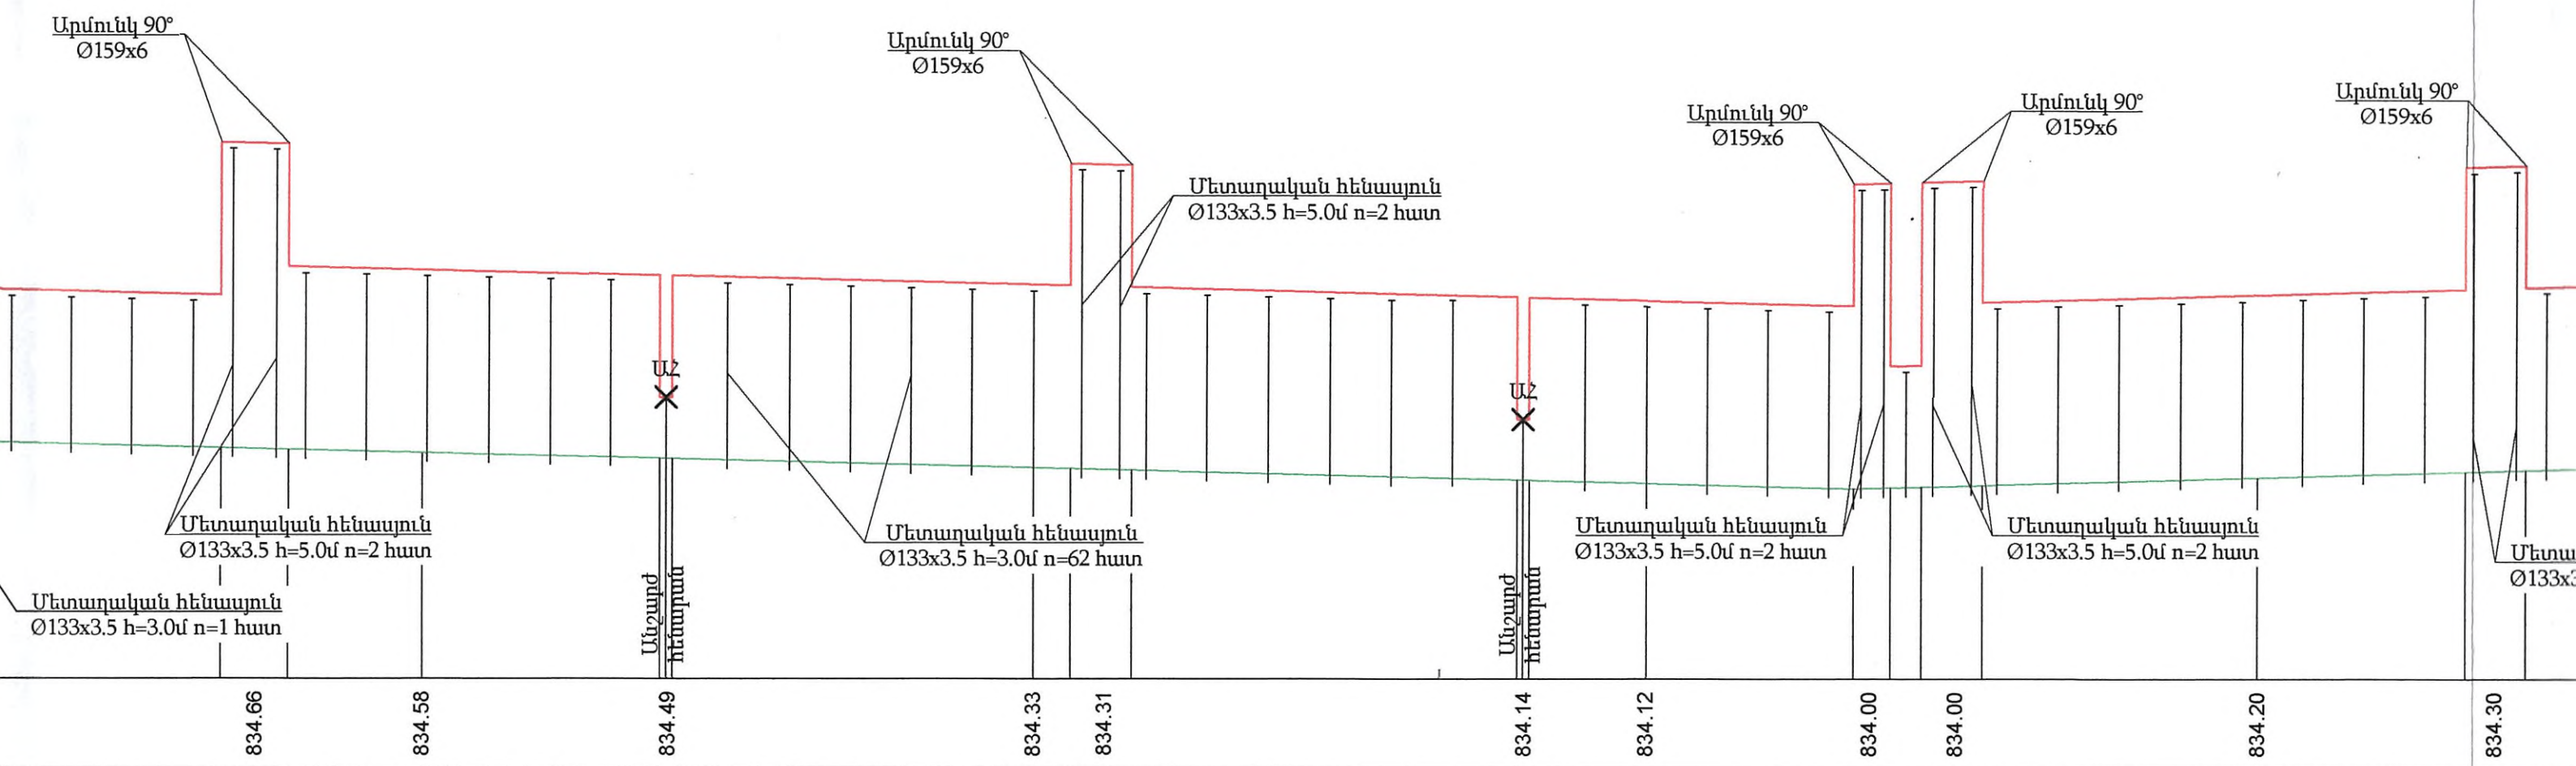 Արմունկ 90°
Ø159x6
Արմունկ 90°
Ø159x6
Արմունկ 90°
Ø159x6
Արմունկ 90°
Ø159x6
Արմունկ 90°
Ø159x6
Մետաղական հենասյուն
Ø133x3.5 h=5.0մ n=2 հատ
ԱՀ
ԱՀ
Մետաղական հենասյուն
Ø133x3.5 h=5.0մ n=2 հատ
Մետաղական հենասյուն
Ø133x3.5 h=3.0մ n=62 հատ
Մետաղական հենասյուն
Ø133x3.5 h=5.0մ n=2 հատ
Մետաղական հենասյուն
Ø133x3.5 h=5.0մ n=2 հատ
Մետա
Ø133x3
Մետաղական հենասյուն
Ø133x3.5 h=3.0մ n=1 հատ
Անշարժ
հենարան
Անշարժ
հենարան
834.66
834.58
834.49
834.33
834.31
834.14
834.12
834.00
834.00
834.20
834.30